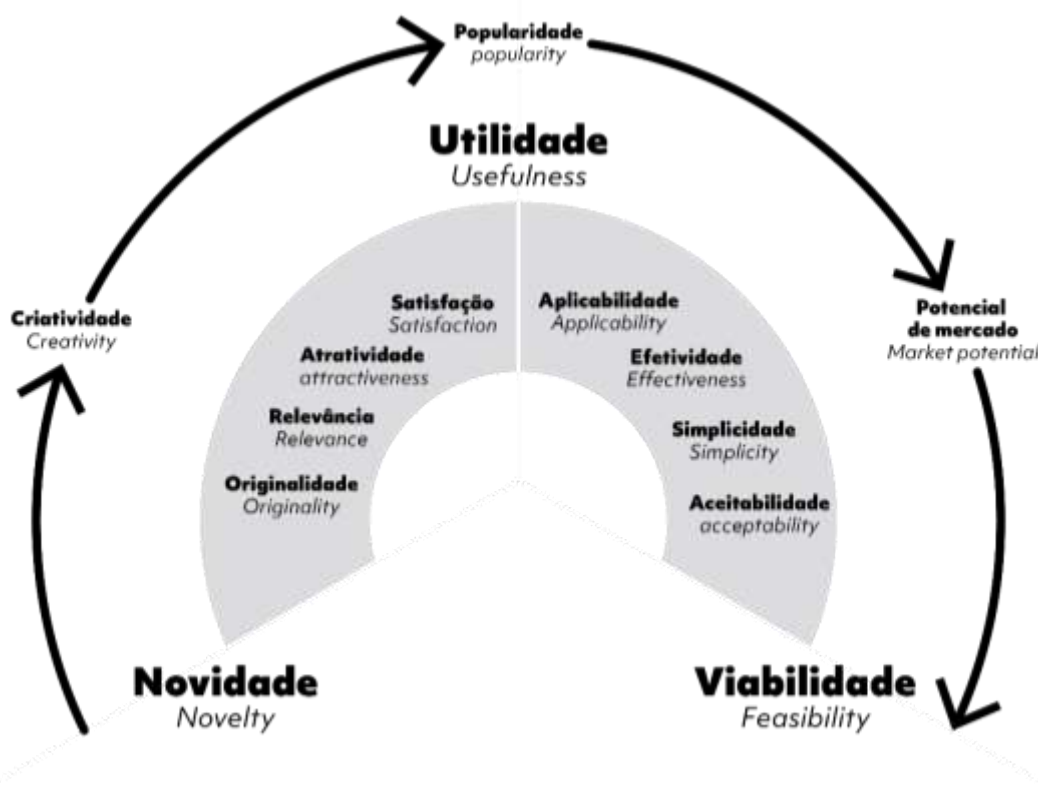 Popularidade
popularity
Utilidade
Usefulness
Criatividade
Creativity
Potencial
de mercado
Market potential
Satisfação
Satisfaction
Atratividade
attractiveness
Relevância
Relevance
Originalidade
Originality
Aplicabilidade
Applicability
Efetividade
Effectiveness
Simplicidade
Simplicity
Aceitabilidade
acceptability
Novidade
Novelty
Viabilidade
Feasibility